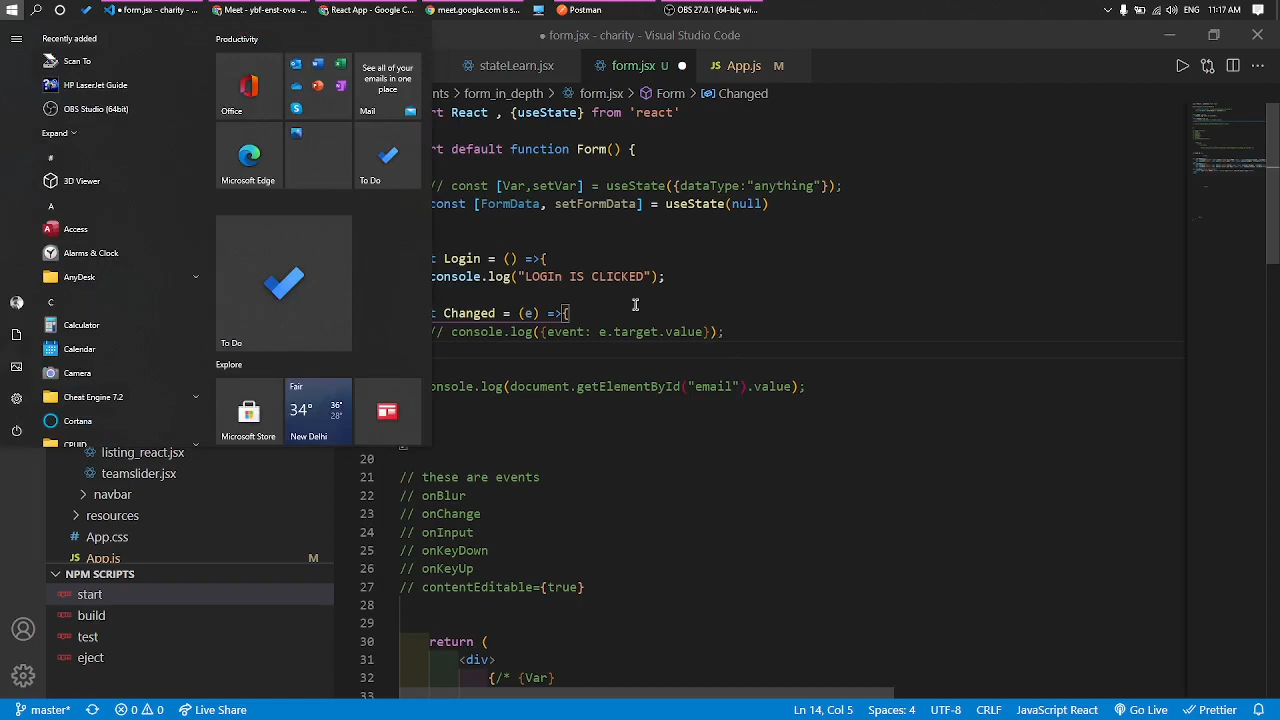 form.jsx - charity - ...
Meet - ybf-enst-ova - ...
React App - Google C...
meet.google.com is s...
Postman
OBS 27.0.1 (64-bit, wi...
ENG
11:17 AM
form.jsx - charity - Visual Studio Code
stateLearn.jsx
form.jsx U
App.js M
nts > form_in_depth > form.jsx > Form > Changed
Recently added
Scan To
HP LaserJet Guide
OBS Studio (64bit)
Expand
#
3D Viewer
A
Access
Alarms & Clock
AnyDesk
C
Calculator
Calendar
Camera
Cheat Engine 7.2
Cortana
CPUID
Productivity
Office
See all of your emails in one place
Mail
Microsoft Edge
To Do
To Do
Explore
Microsoft Store
Fair
34° 36°
28°
New Delhi
rt React ,{useState} from 'react'
rt default function Form() {
// const [Var,setVar] = useState({dataType:"anything"});
const [FormData, setFormData] = useState(null)
t Login = () =>{
console.log("LOGIn IS CLICKED");
t Changed = (e) =>{
// console.log({event: e.target.value});
onsole.log(document.getElementById("email").value);
20
21 // these are events
22 // onBlur
23 // onChange
24 // onInput
25 // onKeyDown
26 // onKeyUp
27 // contentEditable={true}
28
29
30 return (
31 <div>
32 {/* {Var}
33
listing_react.jsx
teamslider.jsx
navbar
resources
App.css
App.js M
NPM SCRIPTS
start
build
test
eject
master*
0 0
Live Share
Ln 14, Col 5
Spaces: 4
UTF-8
CRLF
JavaScript React
Go Live
Prettier